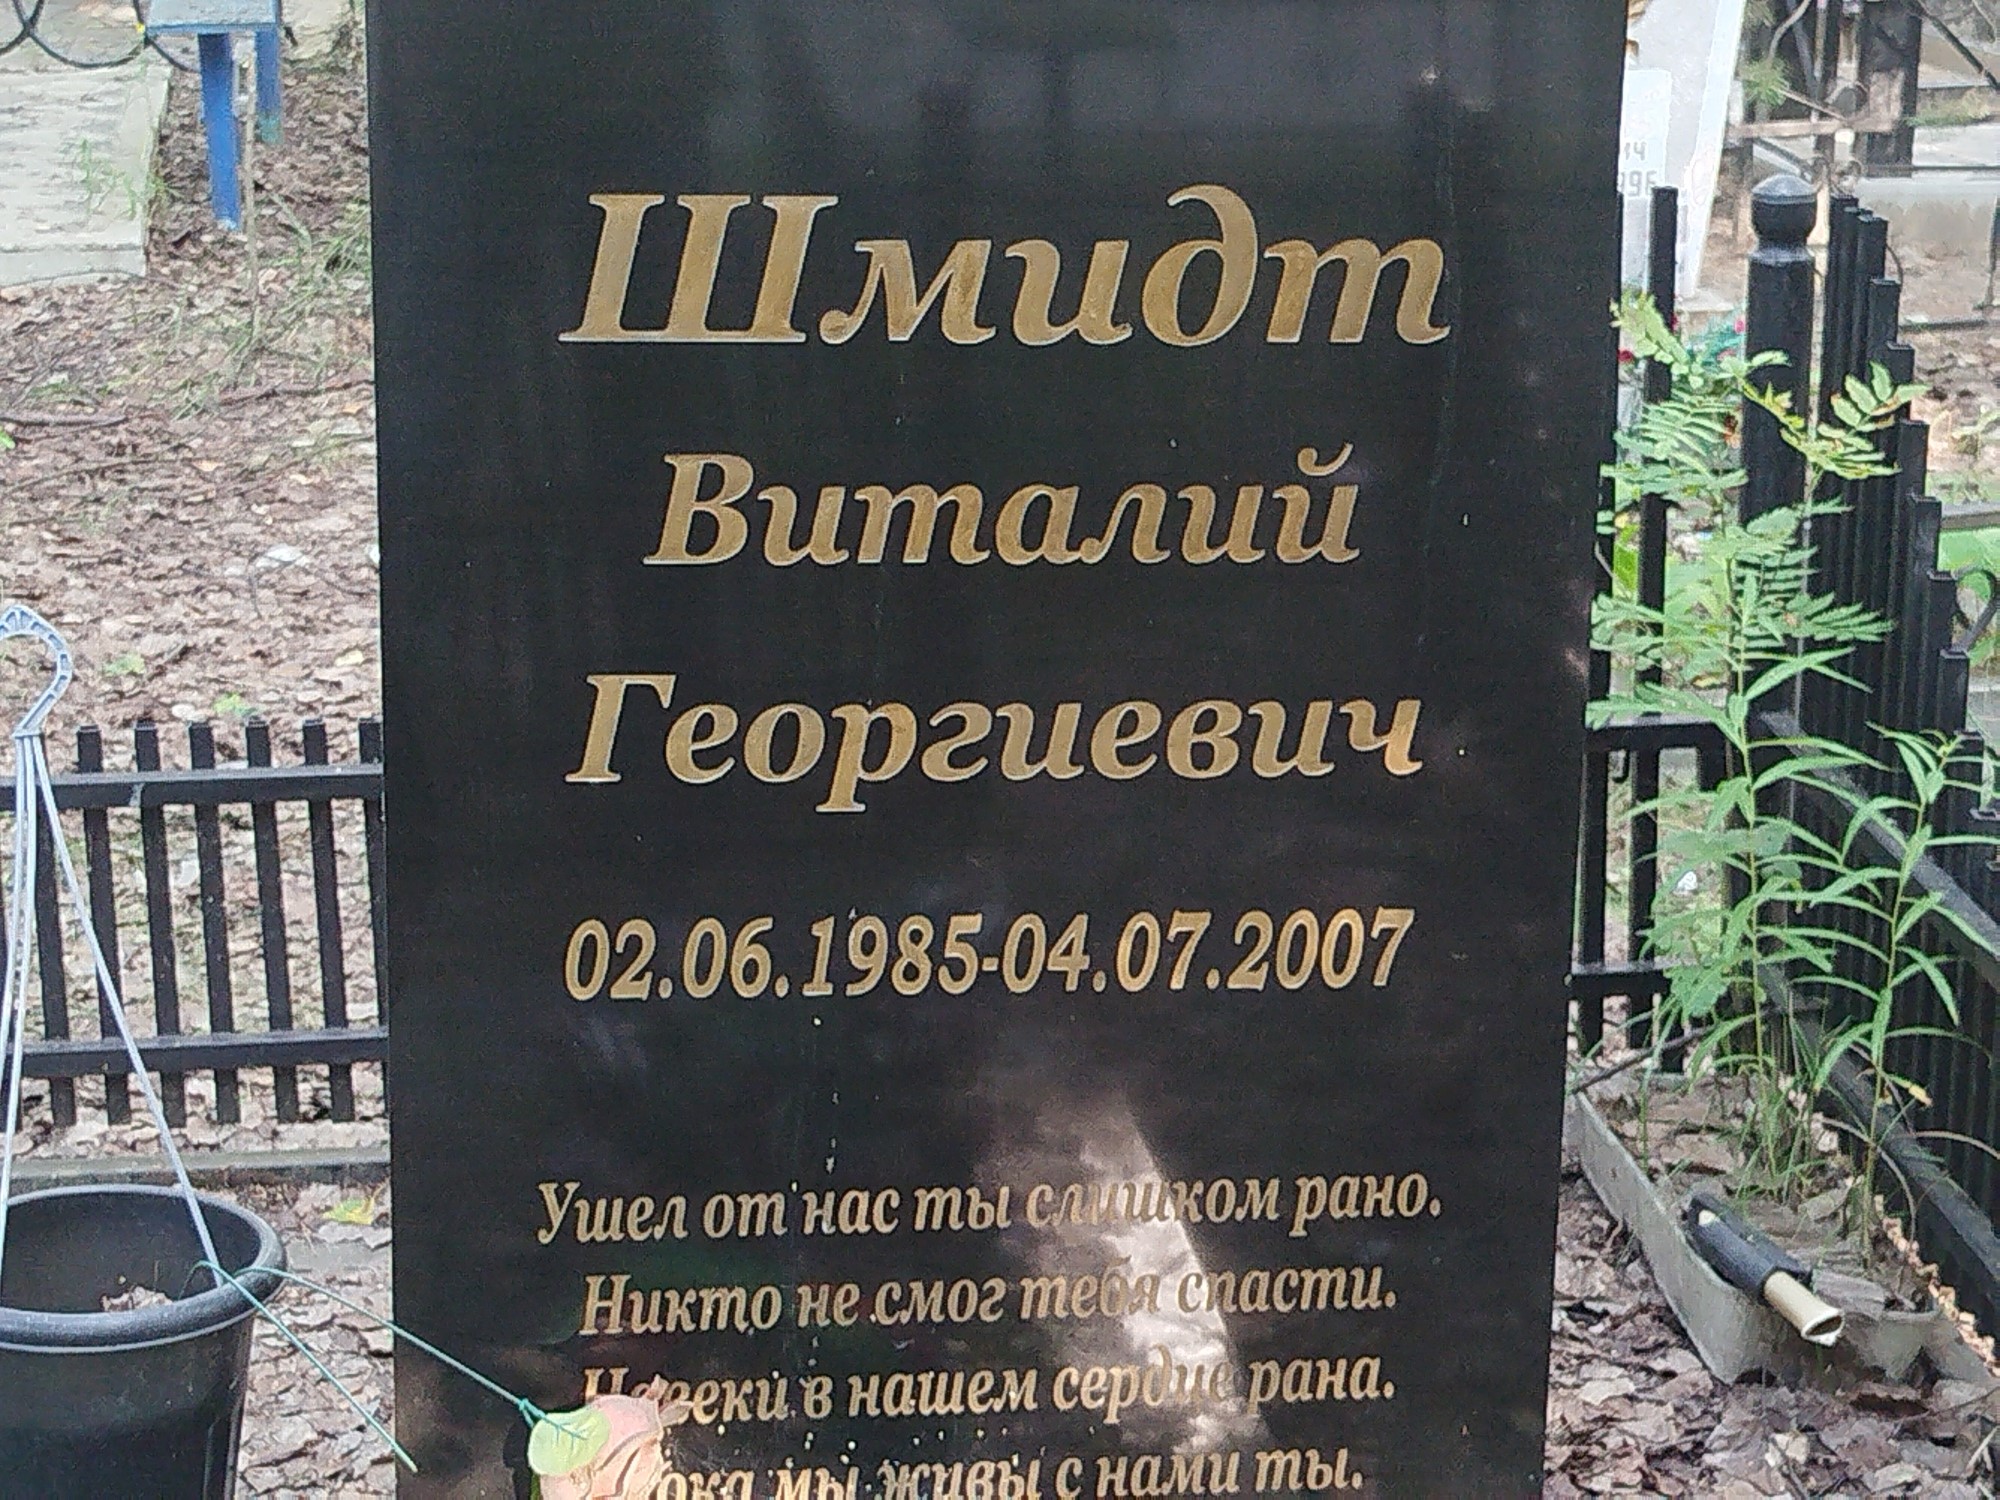 Шмидт
Виталий
Георгиевич
02.06.1985-04.07.2007
Ушел от нас ты слишком рано.
Никто не смог тебя спасти.
в нашем сердце рана.
мы живы с нами ты.